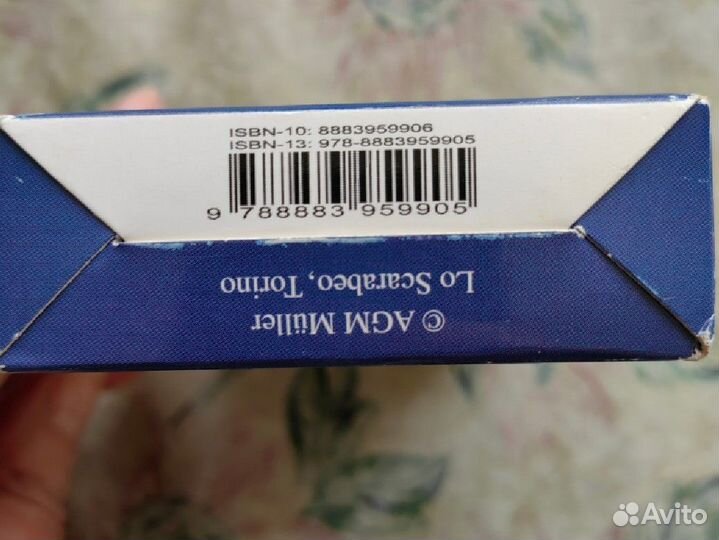 ISBN-10: 8883959906
ISBN-13: 978-8883959905
9 788883 959905
© AGM Müller
Lo Scarabeo, Torino
Avito